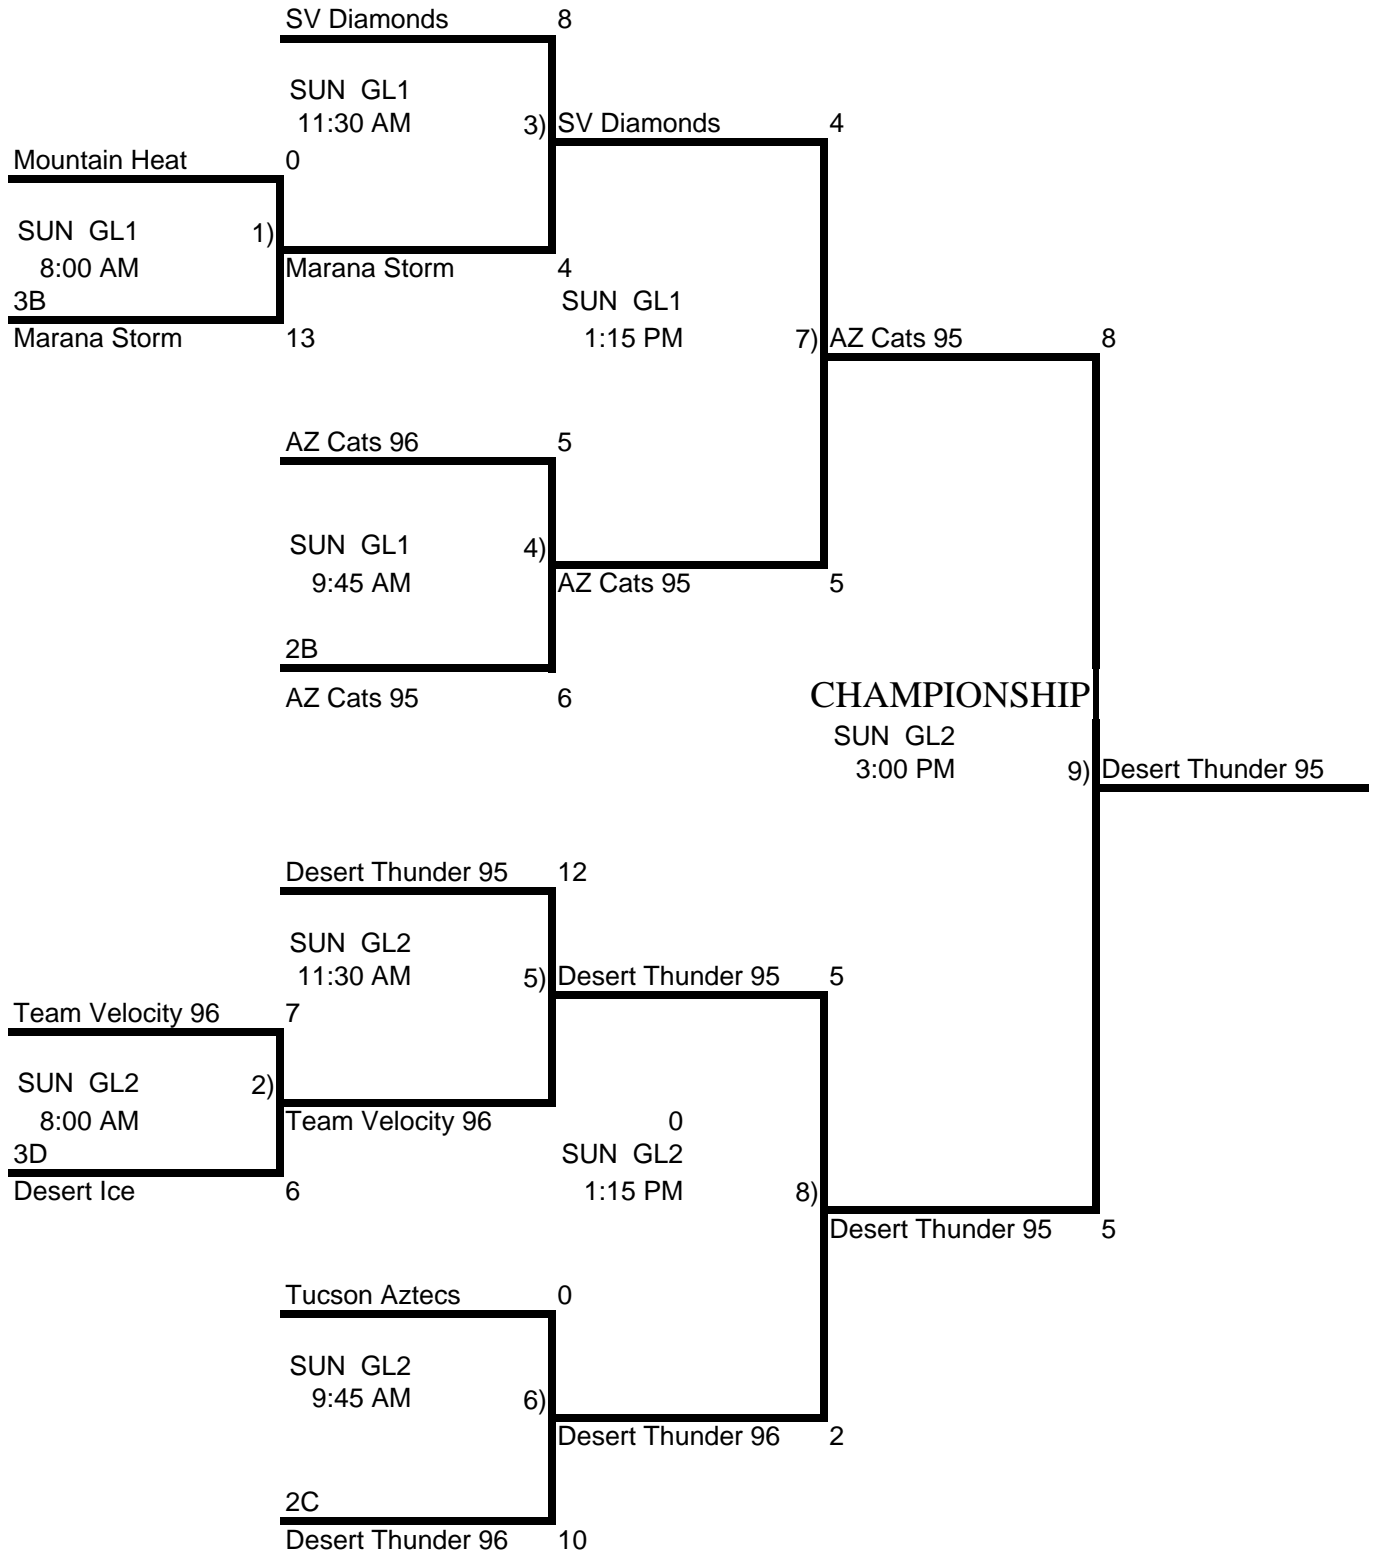 SV Diamonds 8
SUN GL1
11:30 AM
3) SV Diamonds 4
Mountain Heat 0
SUN GL1 1)
8:00 AM
Marana Storm 4
3B
SUN GL1
Marana Storm 13
1:15 PM 7) AZ Cats 95 8
AZ Cats 96 5
SUN GL1 4)
9:45 AM
AZ Cats 95 5
2B
AZ Cats 95 6
CHAMPIONSHIP
SUN GL2
3:00 PM 9) Desert Thunder 95
Desert Thunder 95 12
SUN GL2
11:30 AM 5) Desert Thunder 95 5
Team Velocity 96 7
SUN GL2 2)
8:00 AM
Team Velocity 96 0
3D
SUN GL2
Desert Ice 6
1:15 PM 8)
Desert Thunder 95 5
Tucson Aztecs 0
SUN GL2
9:45 AM 6)
Desert Thunder 96 2
2C
Desert Thunder 96 10